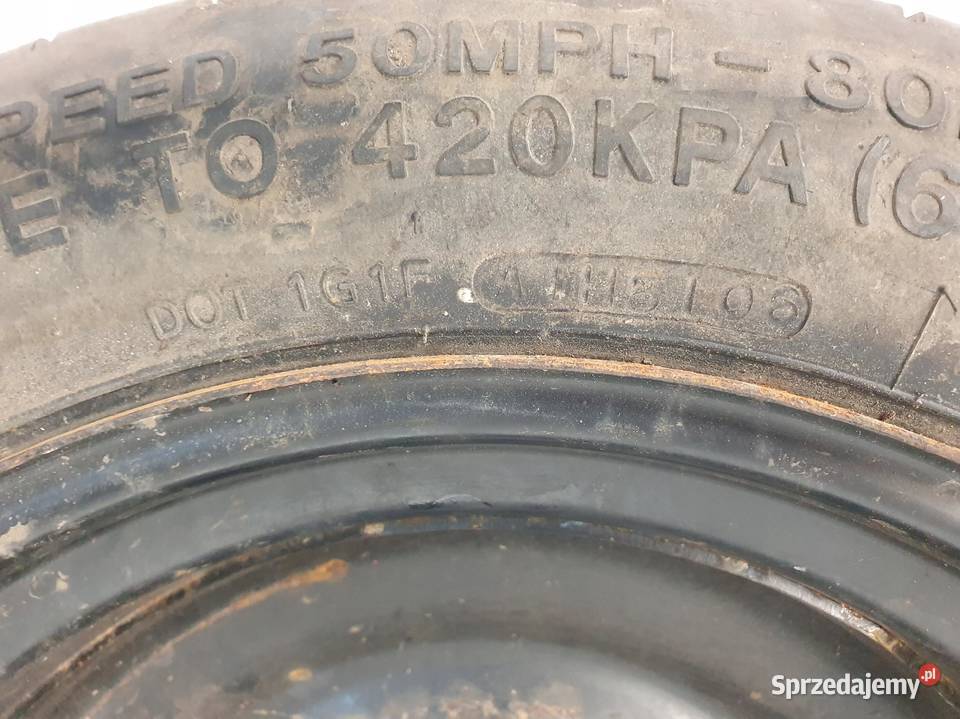 PEED 50MPH - 80
E TO 420KPA (6
DOT 1G1F
Sprzedajemy.pl